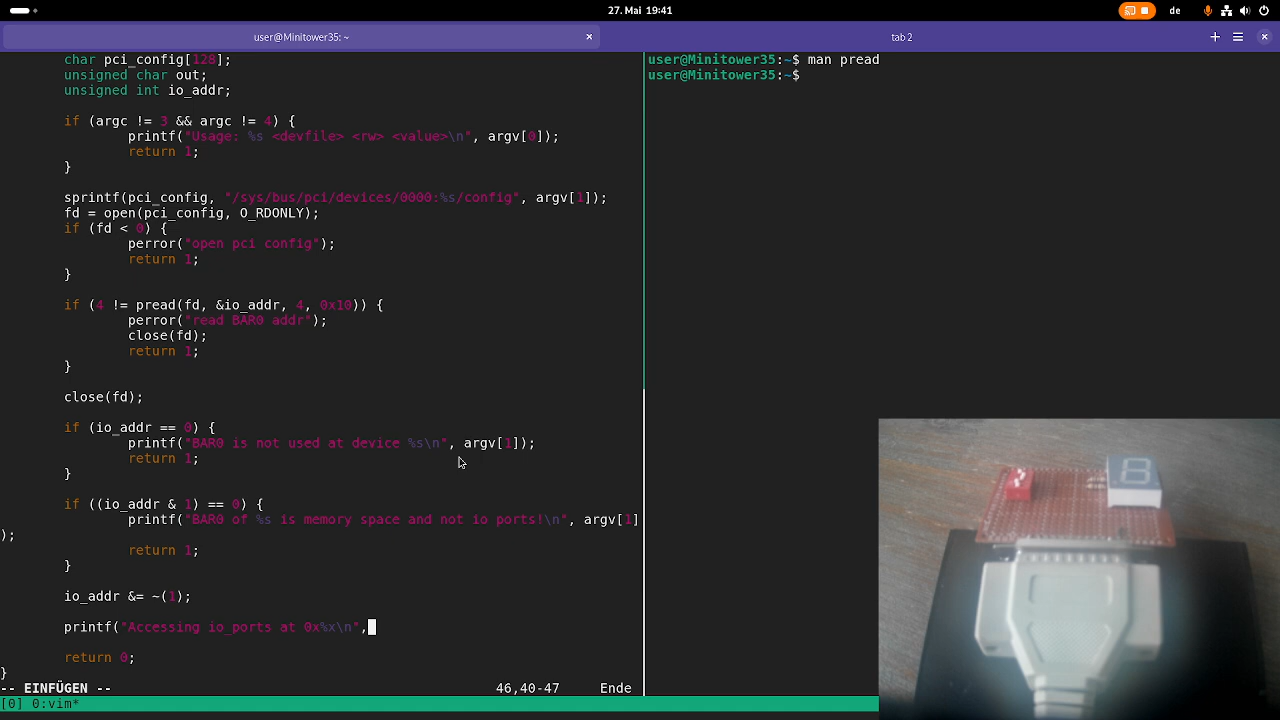 27. Mai 19:41
de
user@Minitower35: ~
tab 2
char pci_config[128];
unsigned char out;
unsigned int io_addr;
if (argc != 3 && argc != 4) {
printf("Usage: %s <devfile> <rw> <value>\n", argv[0]);
return 1;
}
sprintf(pci_config, "/sys/bus/pci/devices/0000:%s/config", argv[1]);
fd = open(pci_config, O_RDONLY);
if (fd < 0) {
perror("open pci config");
return 1;
}
if (4 != pread(fd, &io_addr, 4, 0x10)) {
perror("read BAR0 addr");
close(fd);
return 1;
}
close(fd);
if (io_addr == 0) {
printf("BAR0 is not used at device %s\n", argv[1]);
return 1;
}
if ((io_addr & 1) == 0) {
printf("BAR0 of %s is memory space and not io ports!\n", argv[1]
);
return 1;
}
io_addr &= ~(1);
printf("Accessing io_ports at 0x%x\n",
return 0;
}
-- EINFÜGEN -- 46,40-47 Ende
[0] 0:vim*
user@Minitower35:~$ man pread
user@Minitower35:~$